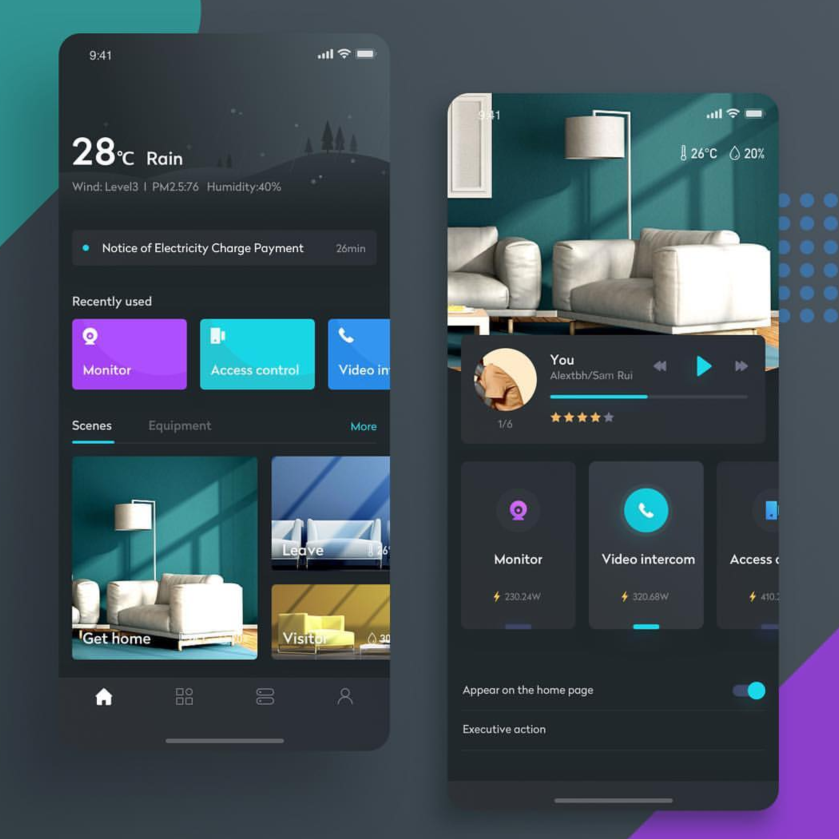 9:41
28°C Rain
Wind: Level3 | PM2.5:76 Humidity:40%
Notice of Electricity Charge Payment 26min
Recently used
Monitor
Access control
Video in
Scenes
Equipment
More
Get home
Leave
Visitor
30
9:41
26°C 20%
You
Alextbh/Sam Rui
1/6
Monitor
230.24W
Video intercom
320.68W
Access c
410.2
Appear on the home page
Executive action